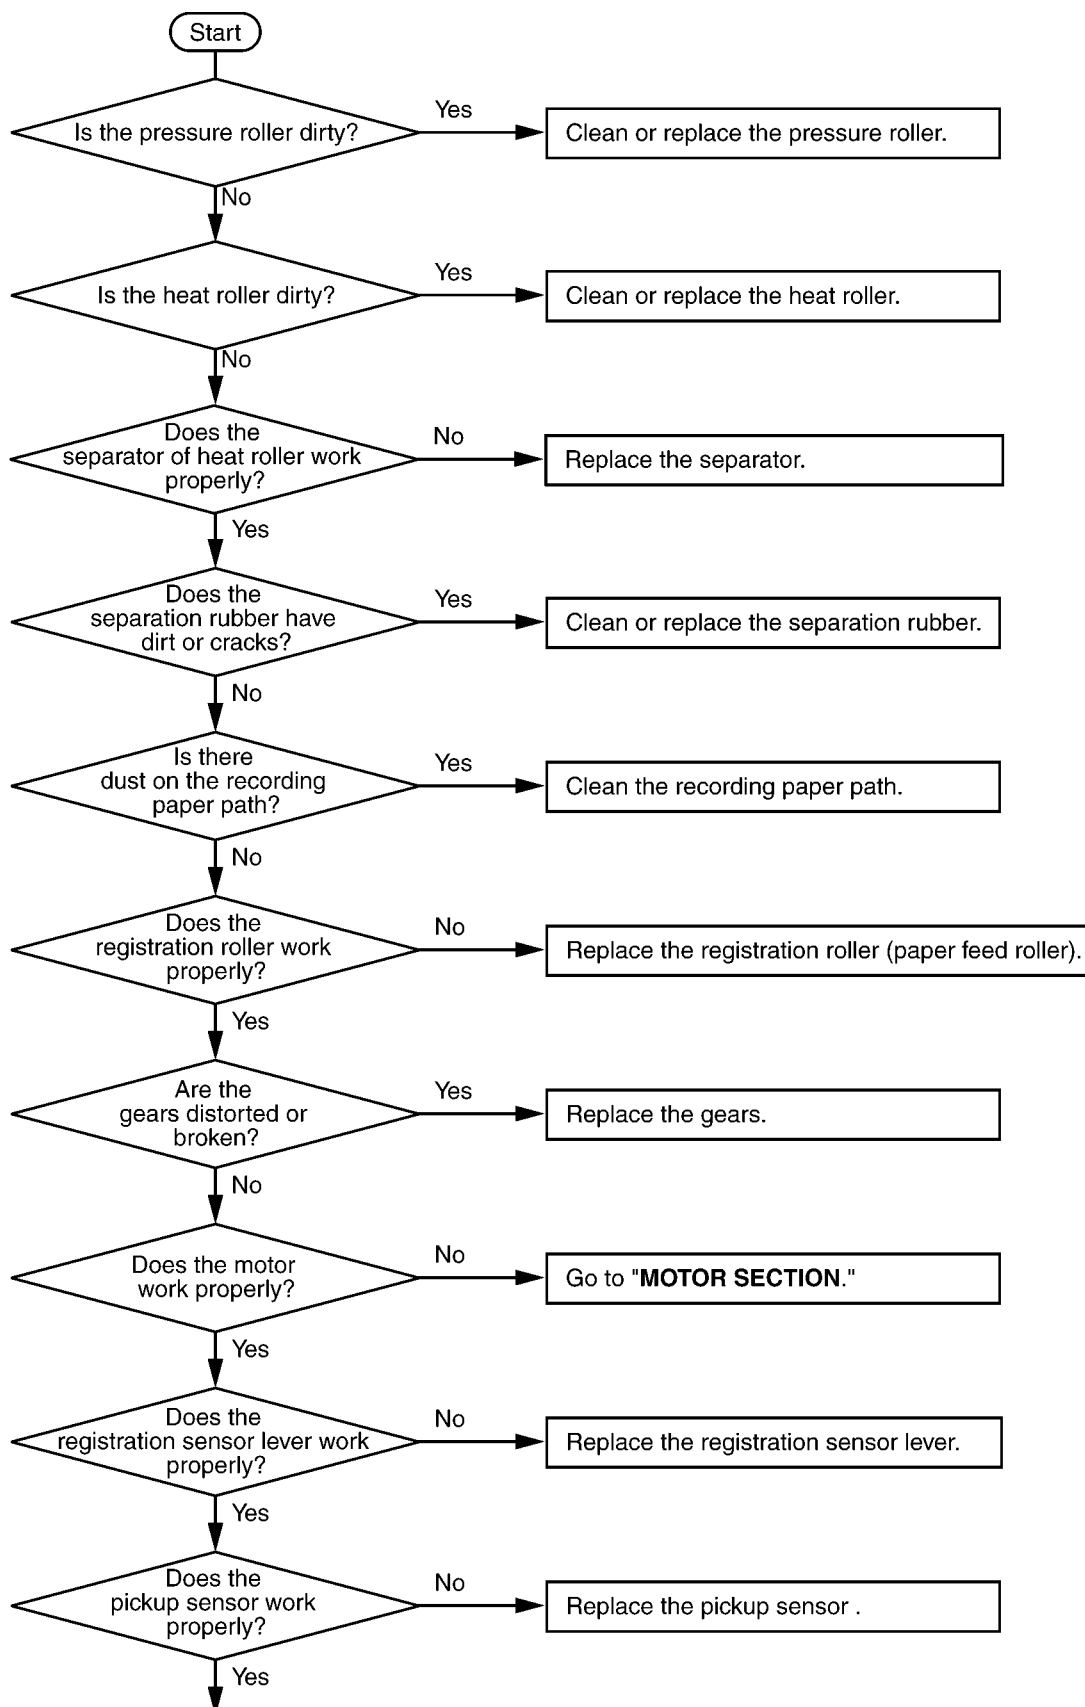 Start
Is the pressure roller dirty?
Yes
Clean or replace the pressure roller.
No
Is the heat roller dirty?
Yes
Clean or replace the heat roller.
No
Does the
separator of heat roller work
properly?
No
Replace the separator.
Yes
Does the
separation rubber have
dirt or cracks?
Yes
Clean or replace the separation rubber.
No
Is there
dust on the recording
paper path?
Yes
Clean the recording paper path.
No
Does the
registration roller work
properly?
No
Replace the registration roller (paper feed roller).
Yes
Are the
gears distorted or
broken?
Yes
Replace the gears.
No
Does the motor
work properly?
No
Go to "MOTOR SECTION."
Yes
Does the
registration sensor lever work
properly?
No
Replace the registration sensor lever.
Yes
Does the
pickup sensor work
properly?
No
Replace the pickup sensor .
Yes